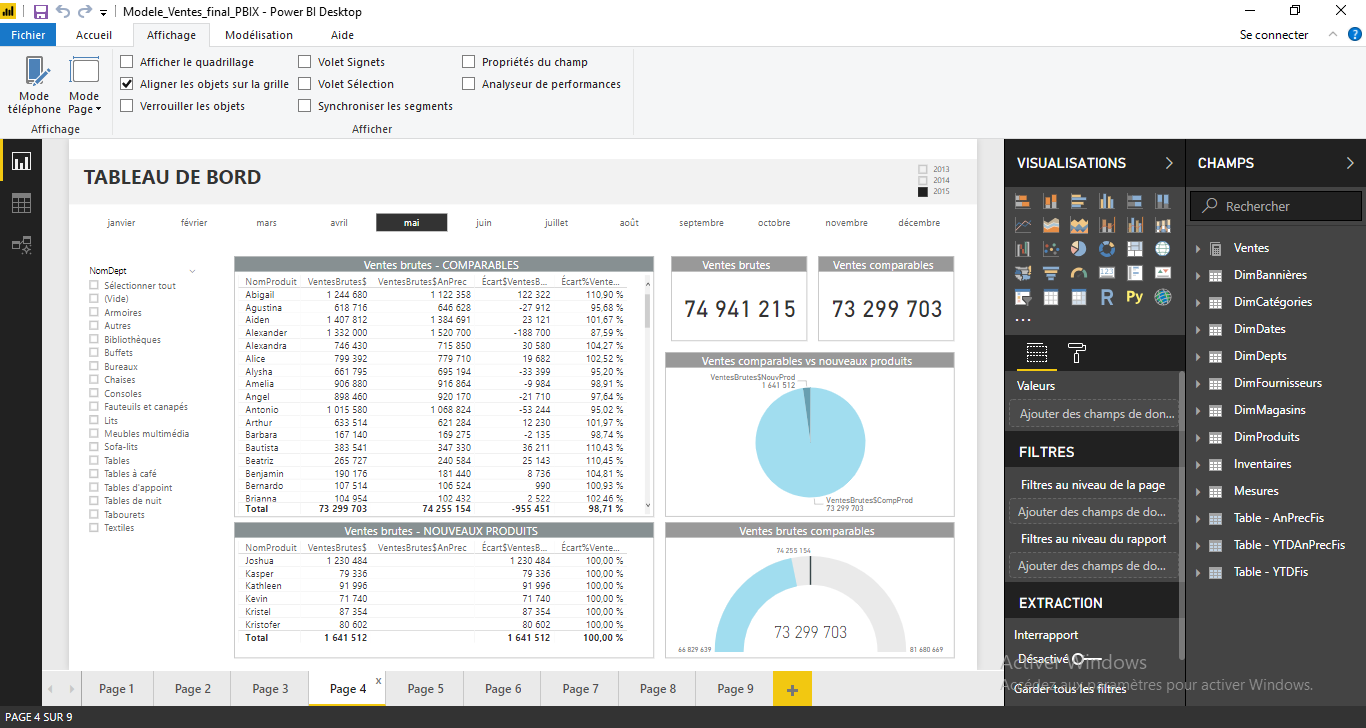 Modele_Ventes_final_PBIX - Power BI Desktop
Fichier Accueil Affichage Modélisation Aide Se connecter
Afficher le quadrillage Volet Signets Propriétés du champ
Aligner les objets sur la grille Volet Sélection Analyseur de performances
Verrouiller les objets Synchroniser les segments
Mode téléphone
Mode Page
Affichage Afficher
TABLEAU DE BORD
2013
2014
2015
janvier février mars avril mai juin juillet août septembre octobre novembre décembre
NomDept
Sélectionner tout
(Vide)
Armoires
Autres
Bibliothèques
Buffets
Bureaux
Chaises
Consoles
Fauteuils et canapés
Lits
Meubles multimédia
Sofa-lits
Tables
Tables à café
Tables d'appoint
Tables de nuit
Tabourets
Textiles
Ventes brutes - COMPARABLES
NomProduit VentesBrutes$ VentesBrutes$AnPrec Écart$VentesB... Écart%Vente...
Abigail 1 244 680 1 122 358 122 322 110,90 %
Agustina 618 716 646 628 -27 912 95,68 %
Aiden 1 407 812 1 384 691 23 121 101,67 %
Alexander 1 332 000 1 520 700 -188 700 87,59 %
Alexandra 746 430 715 850 30 580 104,27 %
Alice 799 392 779 710 19 682 102,52 %
Alysha 661 795 695 194 -33 399 95,20 %
Amelia 906 880 916 864 -9 984 98,91 %
Angel 898 460 920 170 -21 710 97,64 %
Antonio 1 015 580 1 068 824 -53 244 95,02 %
Arthur 633 514 621 284 12 230 101,97 %
Barbara 167 140 169 275 -2 135 98,74 %
Bautista 383 541 347 330 36 211 110,43 %
Beatriz 265 727 240 584 25 143 110,45 %
Benjamin 190 176 181 440 8 736 104,81 %
Bernardo 107 514 106 524 990 100,93 %
Brianna 104 954 102 432 2 522 102,46 %
Total 73 299 703 74 255 154 -955 451 98,71 %
Ventes brutes - NOUVEAUX PRODUITS
NomProduit VentesBrutes$ VentesBrutes$AnPrec Écart$VentesB... Écart%Vente...
Joshua 1 230 484 1 230 484 100,00 %
Kasper 79 336 79 336 100,00 %
Kathleen 91 996 91 996 100,00 %
Kevin 71 740 71 740 100,00 %
Kristel 87 354 87 354 100,00 %
Kristofer 80 602 80 602 100,00 %
Total 1 641 512 1 641 512 100,00 %
Ventes brutes
74 941 215
Ventes comparables
73 299 703
Ventes comparables vs nouveaux produits
VentesBrutes$NouvProd
1 641 512
VentesBrutes$CompProd
73 299 703
Ventes brutes comparables
74 255 154
73 299 703
66 829 639 81 680 669
VISUALISATIONS
R Py
...
Valeurs
Ajouter des champs de don...
FILTRES
Filtres au niveau de la page
Ajouter des champs de do...
Filtres au niveau du rapport
Ajouter des champs de do...
EXTRACTION
Interrapport
Désactivé
Garder tous les filtres
CHAMPS
Rechercher
Ventes
DimBannières
DimCatégories
DimDates
DimDepts
DimFournisseurs
DimMagasins
DimProduits
Inventaires
Mesures
Table - AnPrecFis
Table - YTDAnPrecFis
Table - YTDFis
Activer Windows
Accédez aux paramètres pour activer Windows.
Page 1 Page 2 Page 3 Page 4 x Page 5 Page 6 Page 7 Page 8 Page 9 +
PAGE 4 SUR 9